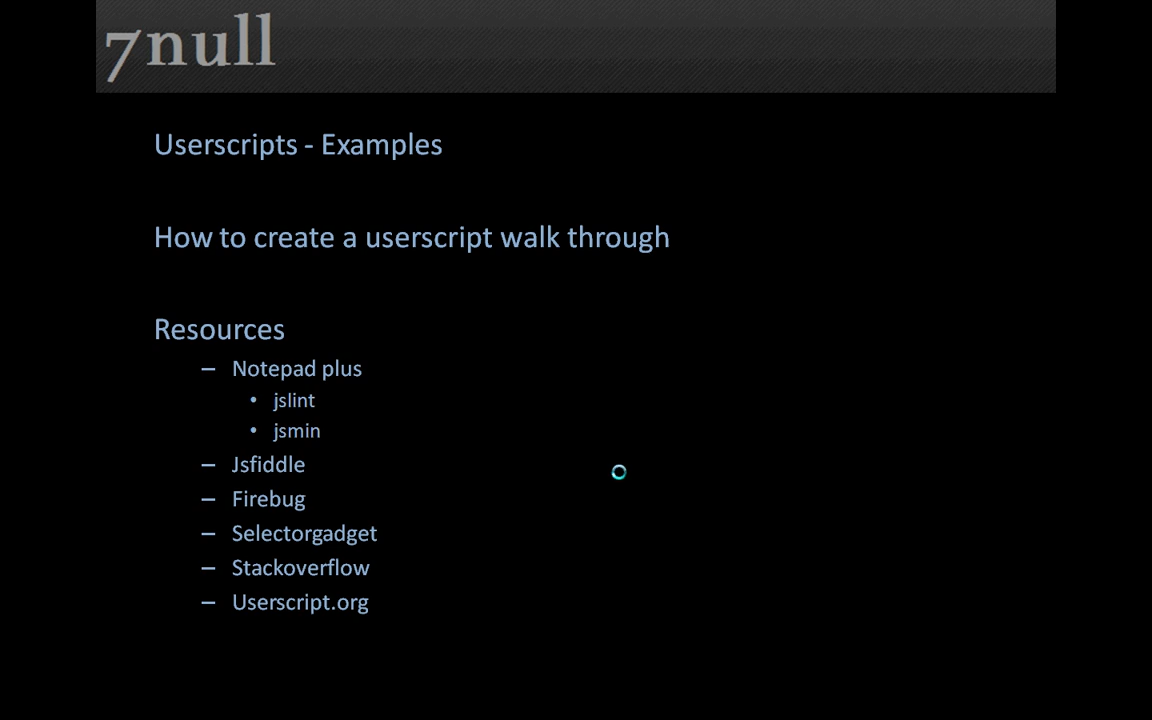 7null
Userscripts - Examples
How to create a userscript walk through
Resources
– Notepad plus
• jslint
• jsmin
– Jsfiddle
– Firebug
– Selectorgadget
– Stackoverflow
– Userscript.org